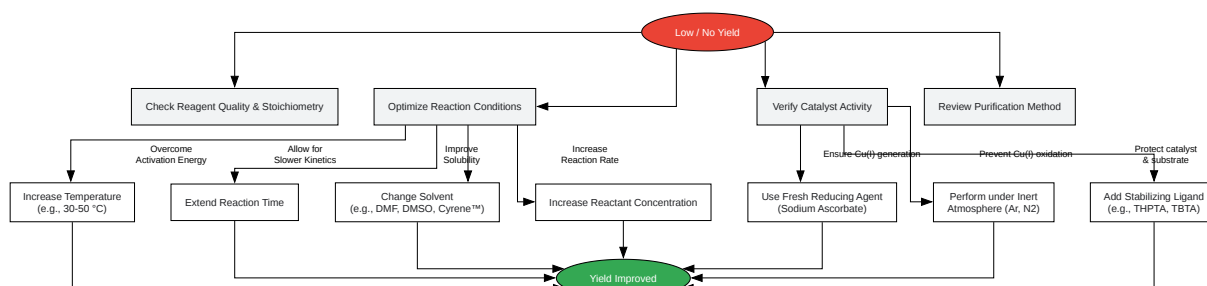 Low / No Yield
Check Reagent Quality & Stoichiometry
Optimize Reaction Conditions
Verify Catalyst Activity
Review Purification Method
Overcome
Activation Energy
Allow for
Slower Kinetics
Improve
Solubility
Increase
Reaction Rate
Ensure Cu(I) generation
Prevent Cu(I) oxidation
Protect catalyst
& substrate
Increase Temperature
(e.g., 30-50 °C)
Extend Reaction Time
Change Solvent
(e.g., DMF, DMSO, Cyrene™)
Increase Reactant Concentration
Use Fresh Reducing Agent
(Sodium Ascorbate)
Perform under Inert
Atmosphere (Ar, N2)
Add Stabilizing Ligand
(e.g., THPTA, TBTA)
Yield Improved